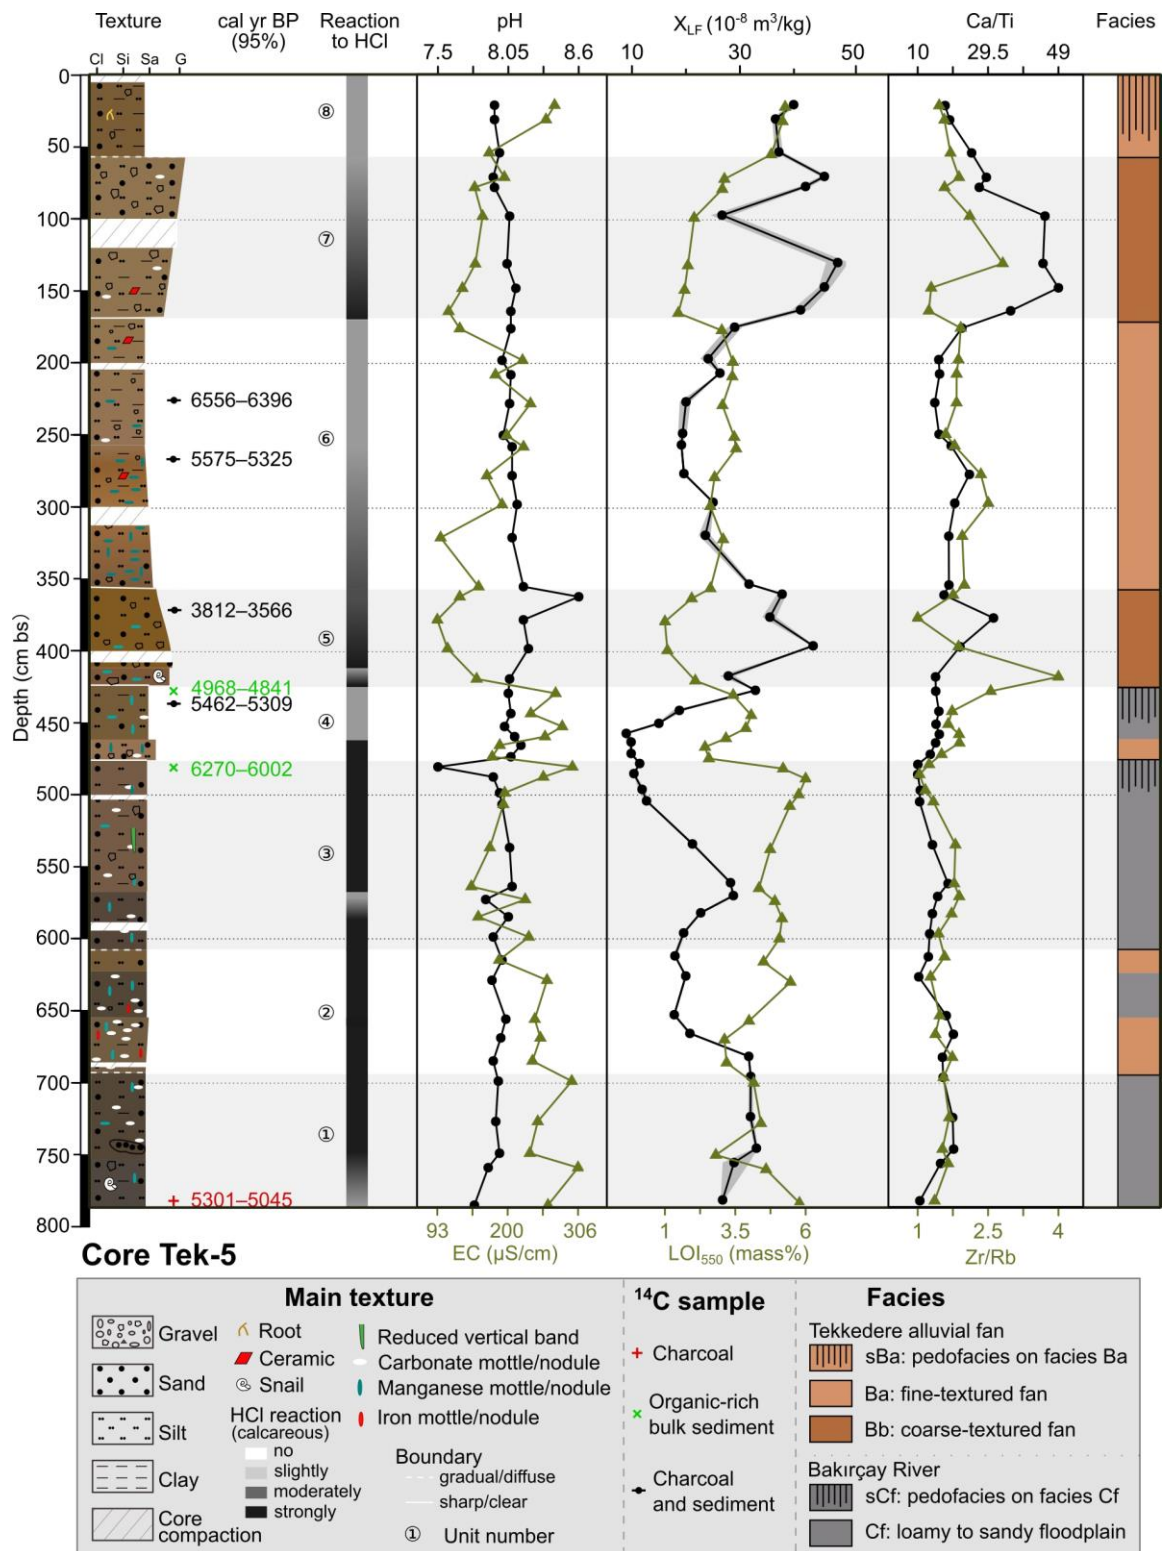 Texture
cal yr BP
(95%)
Reaction
to HCl
pH
X_LF (10⁻⁸ m³/kg)
Ca/Ti
Facies
Cl Si Sa G
7.5 8.05 8.6
10 30 50
10 29.5 49
0
50
100
150
200
250
300
350
400
450
500
550
600
650
700
750
800
Depth (cm bs)
6556–6396
5575–5325
3812–3566
4968–4841
5462–5309
6270–6002
5301–5045
⑧
⑦
⑥
⑤
④
③
②
①
93 200 306
EC (µS/cm)
1 3.5 6
LOI₅₅₀ (mass%)
1 2.5 4
Zr/Rb
Core Tek-5
Main texture
Gravel
Sand
Silt
Clay
Core
compaction
Root
Ceramic
Snail
HCl reaction
(calcareous)
no
slightly
moderately
strongly
Reduced vertical band
Carbonate mottle/nodule
Manganese mottle/nodule
Iron mottle/nodule
Boundary
gradual/diffuse
sharp/clear
① Unit number
¹⁴C sample
Charcoal
Organic-rich
bulk sediment
Charcoal
and sediment
Facies
Tekkedere alluvial fan
sBa: pedofacies on facies Ba
Ba: fine-textured fan
Bb: coarse-textured fan
Bakırçay River
sCf: pedofacies on facies Cf
Cf: loamy to sandy floodplain